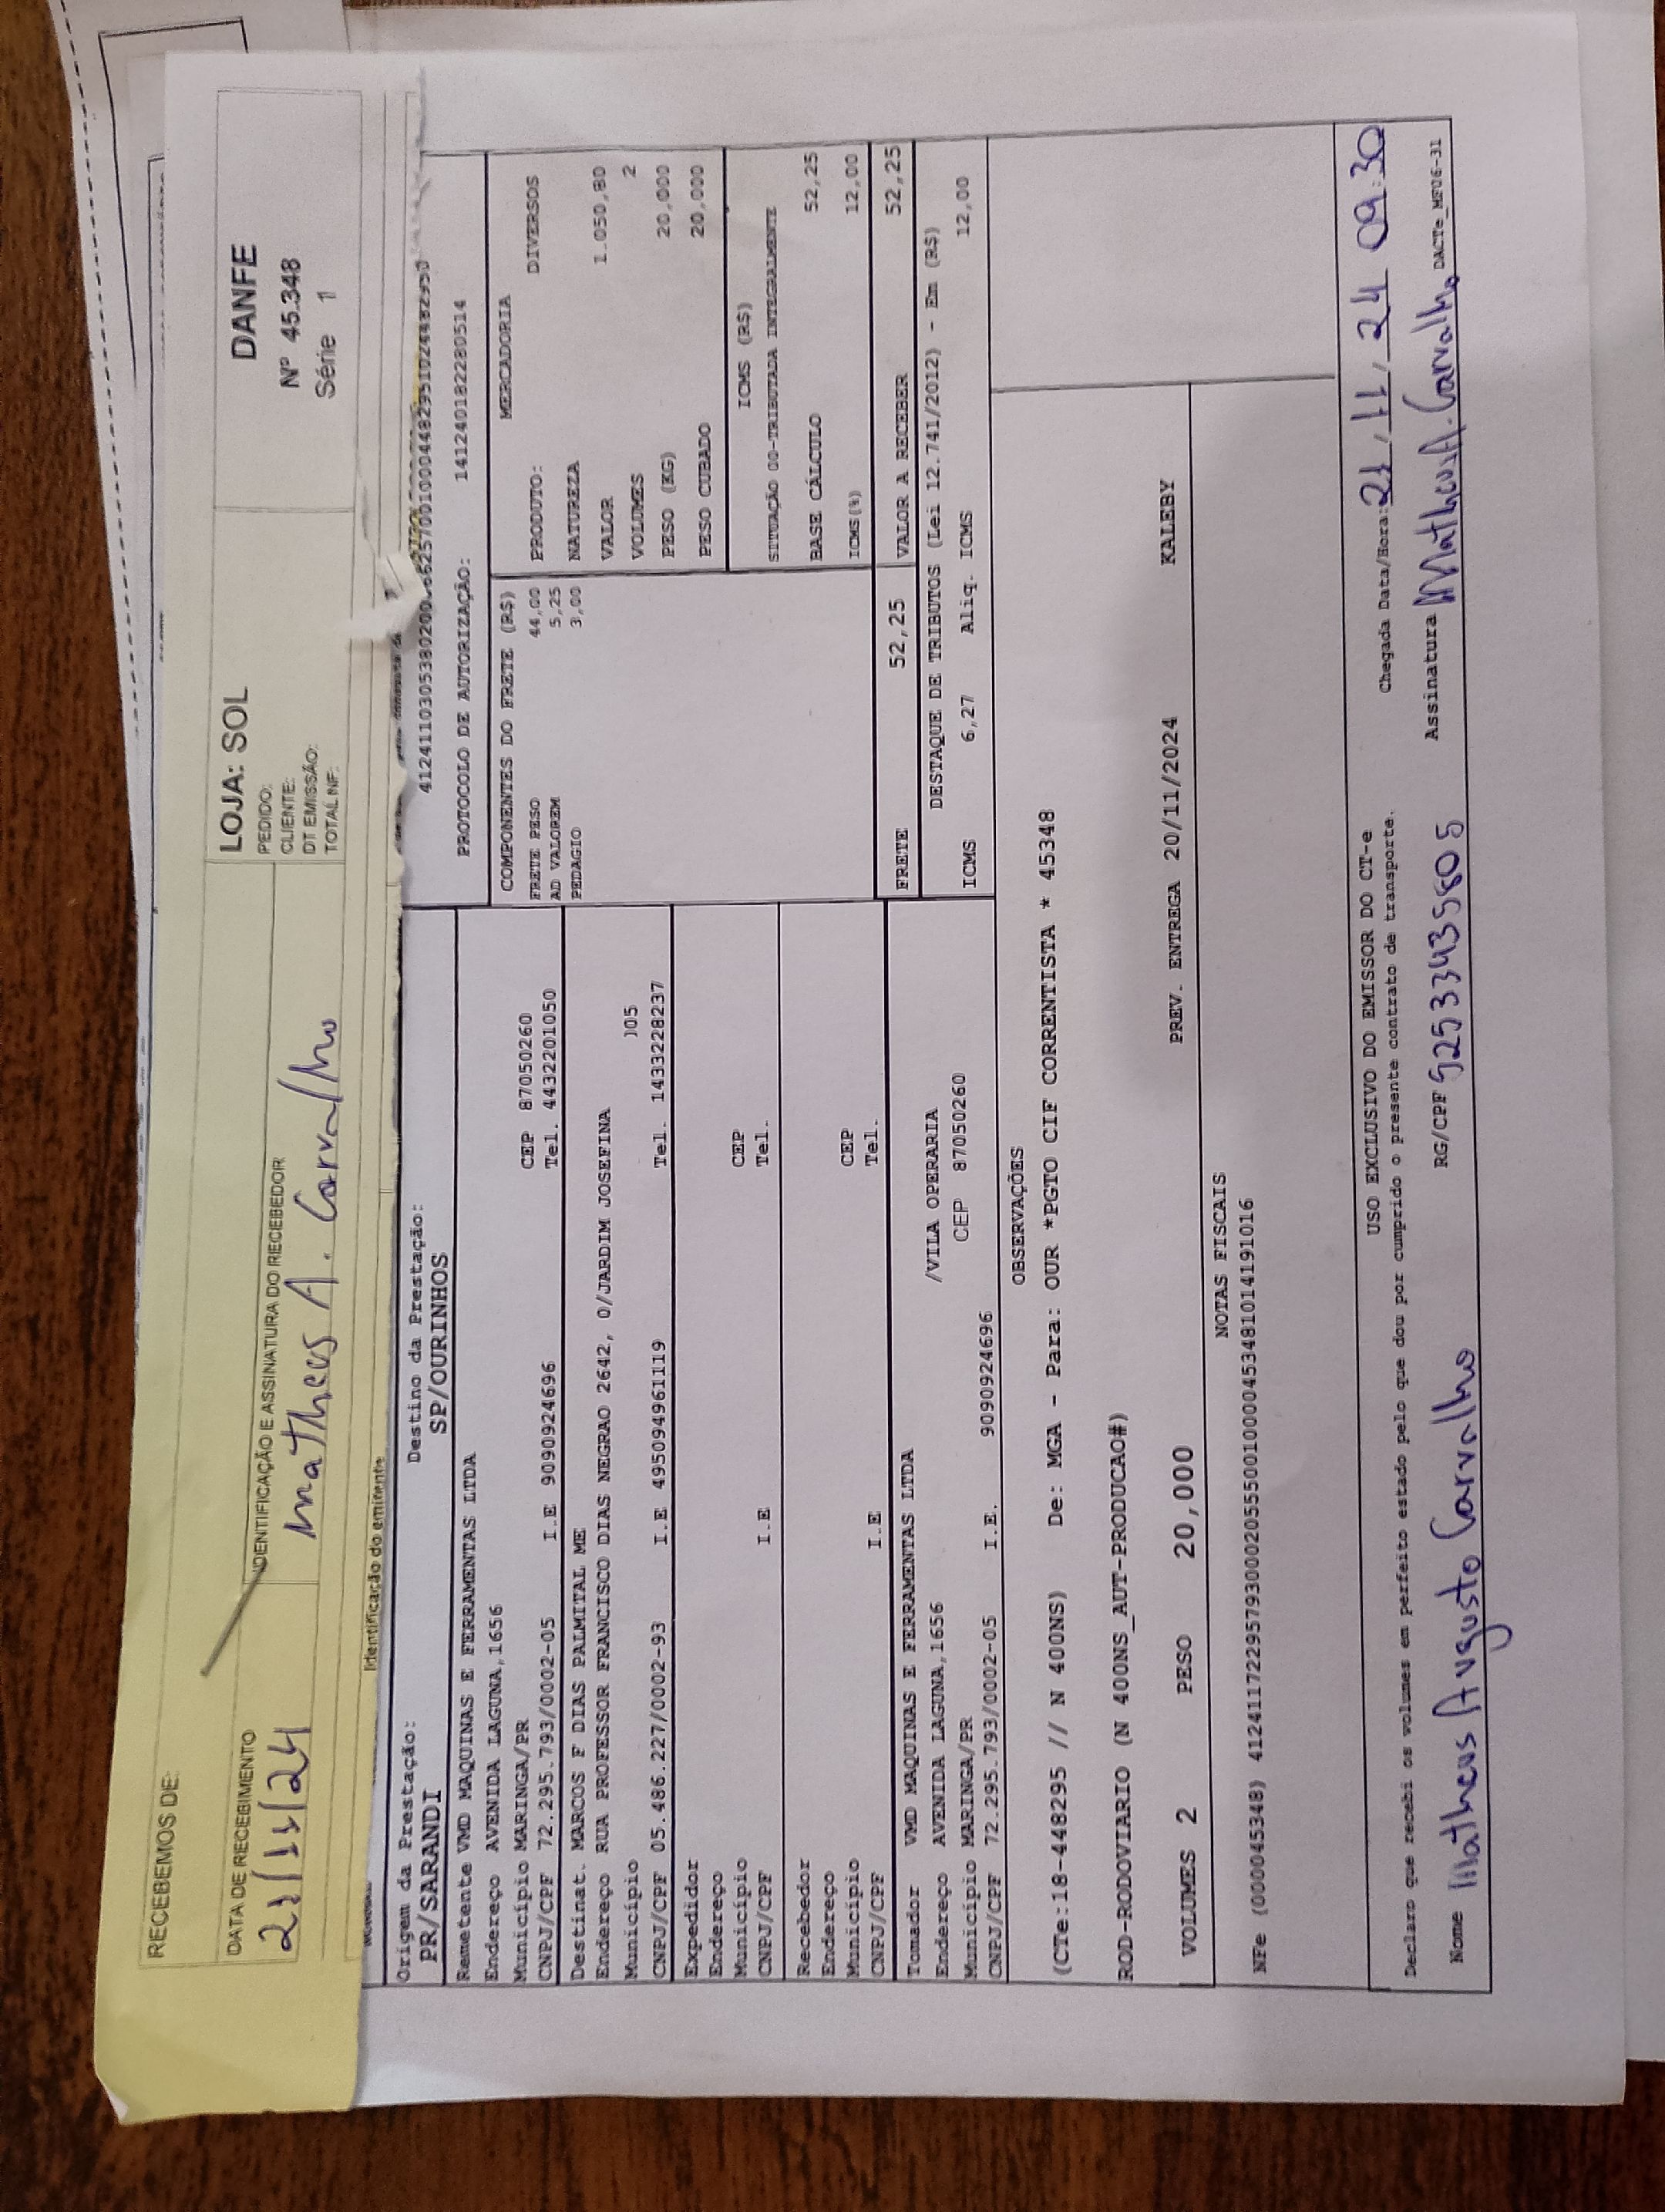 RECEBEMOS DE:
DATA DE RECEBIMENTO
21/11/24
IDENTIFICAÇÃO E ASSINATURA DO RECEBEDOR
Matheus A. Carvalho
LOJA: SOL
PEDIDO:
CLIENTE:
DT EMISSÃO:
TOTAL NF:
DANFE
Nº 45.348
Série 1
Identificação do emitente
Origem da Prestação:
PR/SARANDI
Destino da Prestação:
SP/OURINHOS
Remetente VMD MAQUINAS E FERRAMENTAS LTDA
Endereço AVENIDA LAGUNA,1656
Município MARINGA/PR CEP 87050260
CNPJ/CPF 72.295.793/0002-05 I.E 9090924696 Tel. 4432201050
Destinat. MARCOS F DIAS PALMITAL ME
Endereço RUA PROFESSOR FRANCISCO DIAS NEGRAO 2642, 0/JARDIM JOSEFINA
Município 005
CNPJ/CPF 05.486.227/0002-93 I.E 495094961119 Tel. 1433228237
Expedidor
Endereço
Município CEP
CNPJ/CPF I.E Tel.
Recebedor
Endereço
Município CEP
CNPJ/CPF I.E Tel.
Tomador VMD MAQUINAS E FERRAMENTAS LTDA
Endereço AVENIDA LAGUNA,1656 /VILA OPERARIA
Município MARINGA/PR CEP 87050260
CNPJ/CPF 72.295.793/0002-05 I.E. 9090924696
PROTOCOLO DE AUTORIZAÇÃO: 141240182280514
COMPONENTES DO FRETE (R$)
FRETE PESO 44,00
AD VALOREM 5,25
PEDAGIO 3,00
MERCADORIA
PRODUTO: DIVERSOS
NATUREZA
VALOR 1.050,80
VOLUMES 2
PESO (KG) 20,000
PESO CUBADO 20,000
ICMS (R$)
SITUAÇÃO 00-TRIBUTADA INTEGRALMENTE
BASE CÁLCULO 52,25
ICMS(%) 12,00
FRETE 52,25 VALOR A RECEBER 52,25
DESTAQUE DE TRIBUTOS (Lei 12.741/2012) - Em (R$)
ICMS 6,27 Aliq. ICMS 12,00
OBSERVAÇÕES
(CTe:18-448295 // N 400NS) De: MGA - Para: OUR *PGTO CIF CORRENTISTA * 45348
ROD-RODOVIARIO (N 400NS_AUT-PRODUCAO#)
VOLUMES 2 PESO 20,000 PREV. ENTREGA 20/11/2024 KALEBY
NOTAS FISCAIS
NFe (000045348) 41241172295793000205550010000453481014191016
USO EXCLUSIVO DO EMISSOR DO CT-e
Declaro que recebi os volumes em perfeito estado pelo que dou por cumprido o presente contrato de transporte.
Chegada Data/Hora: 21/11/24 09:30
Nome Matheus Augusto Carvalho RG/CPF 52533435805 Assinatura Matheus A. Carvalho
DACTe_MF06-31